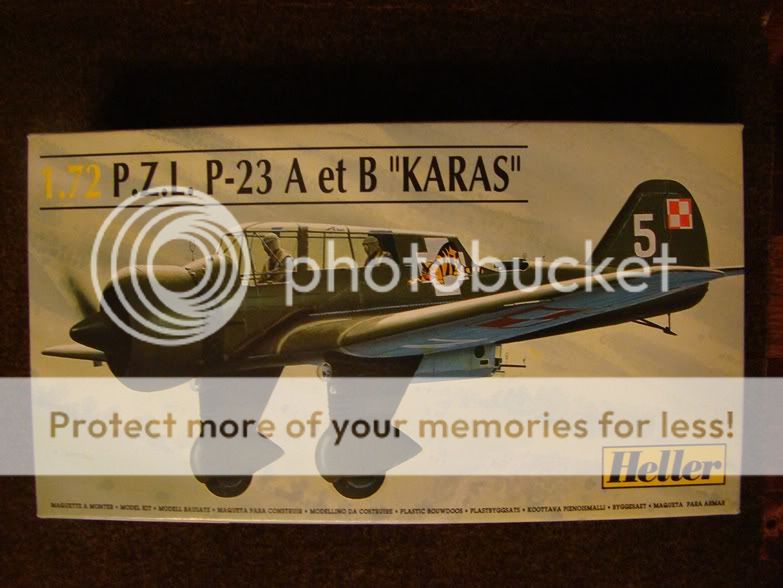 1.72 P.Z.L. P-23 A et B "KARAS"
5
photobucket
Protect more of your memories for less!
Heller
MAQUETTE A MONTER • MODEL KIT • MODELL BAUSATZ • MAQUETA PARA CONSTRUIR • MODELLINO DA COSTRUIRE • PLASTIC BOUWDOOS • PLASTBYGGSATS • KOOTTAVA PIENOISMALLI • BYGGESAET • MAQUETA PARA ARMAR